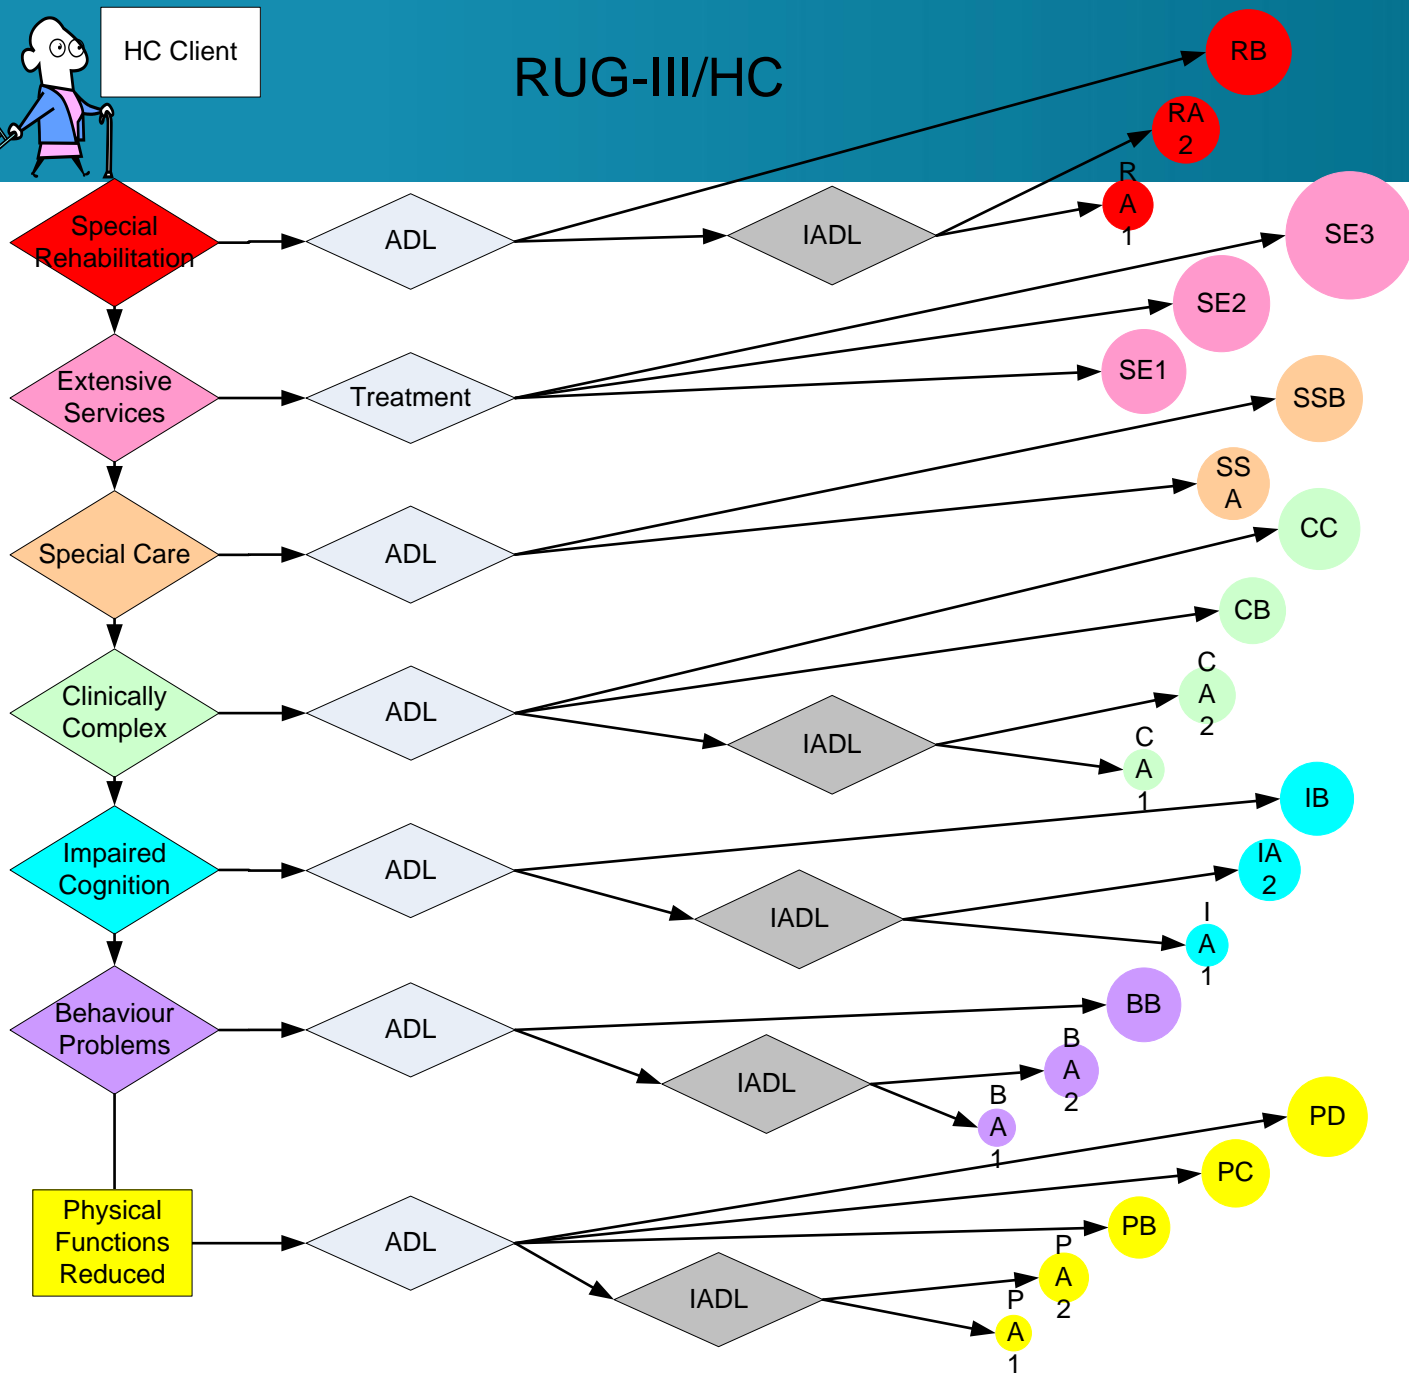 HC Client
RUG-III/HC
RB
RA
2
R
A
1
Special
Rehabilitation
ADL
IADL
SE3
SE2
SE1
Extensive
Services
Treatment
SSB
SS
A
Special Care
ADL
CC
CB
C
A
2
C
A
1
Clinically
Complex
ADL
IADL
IB
IA
2
I
A
1
Impaired
Cognition
ADL
IADL
BB
B
A
2
B
A
1
Behaviour
Problems
ADL
IADL
PD
PC
PB
P
A
2
P
A
1
Physical
Functions
Reduced
ADL
IADL